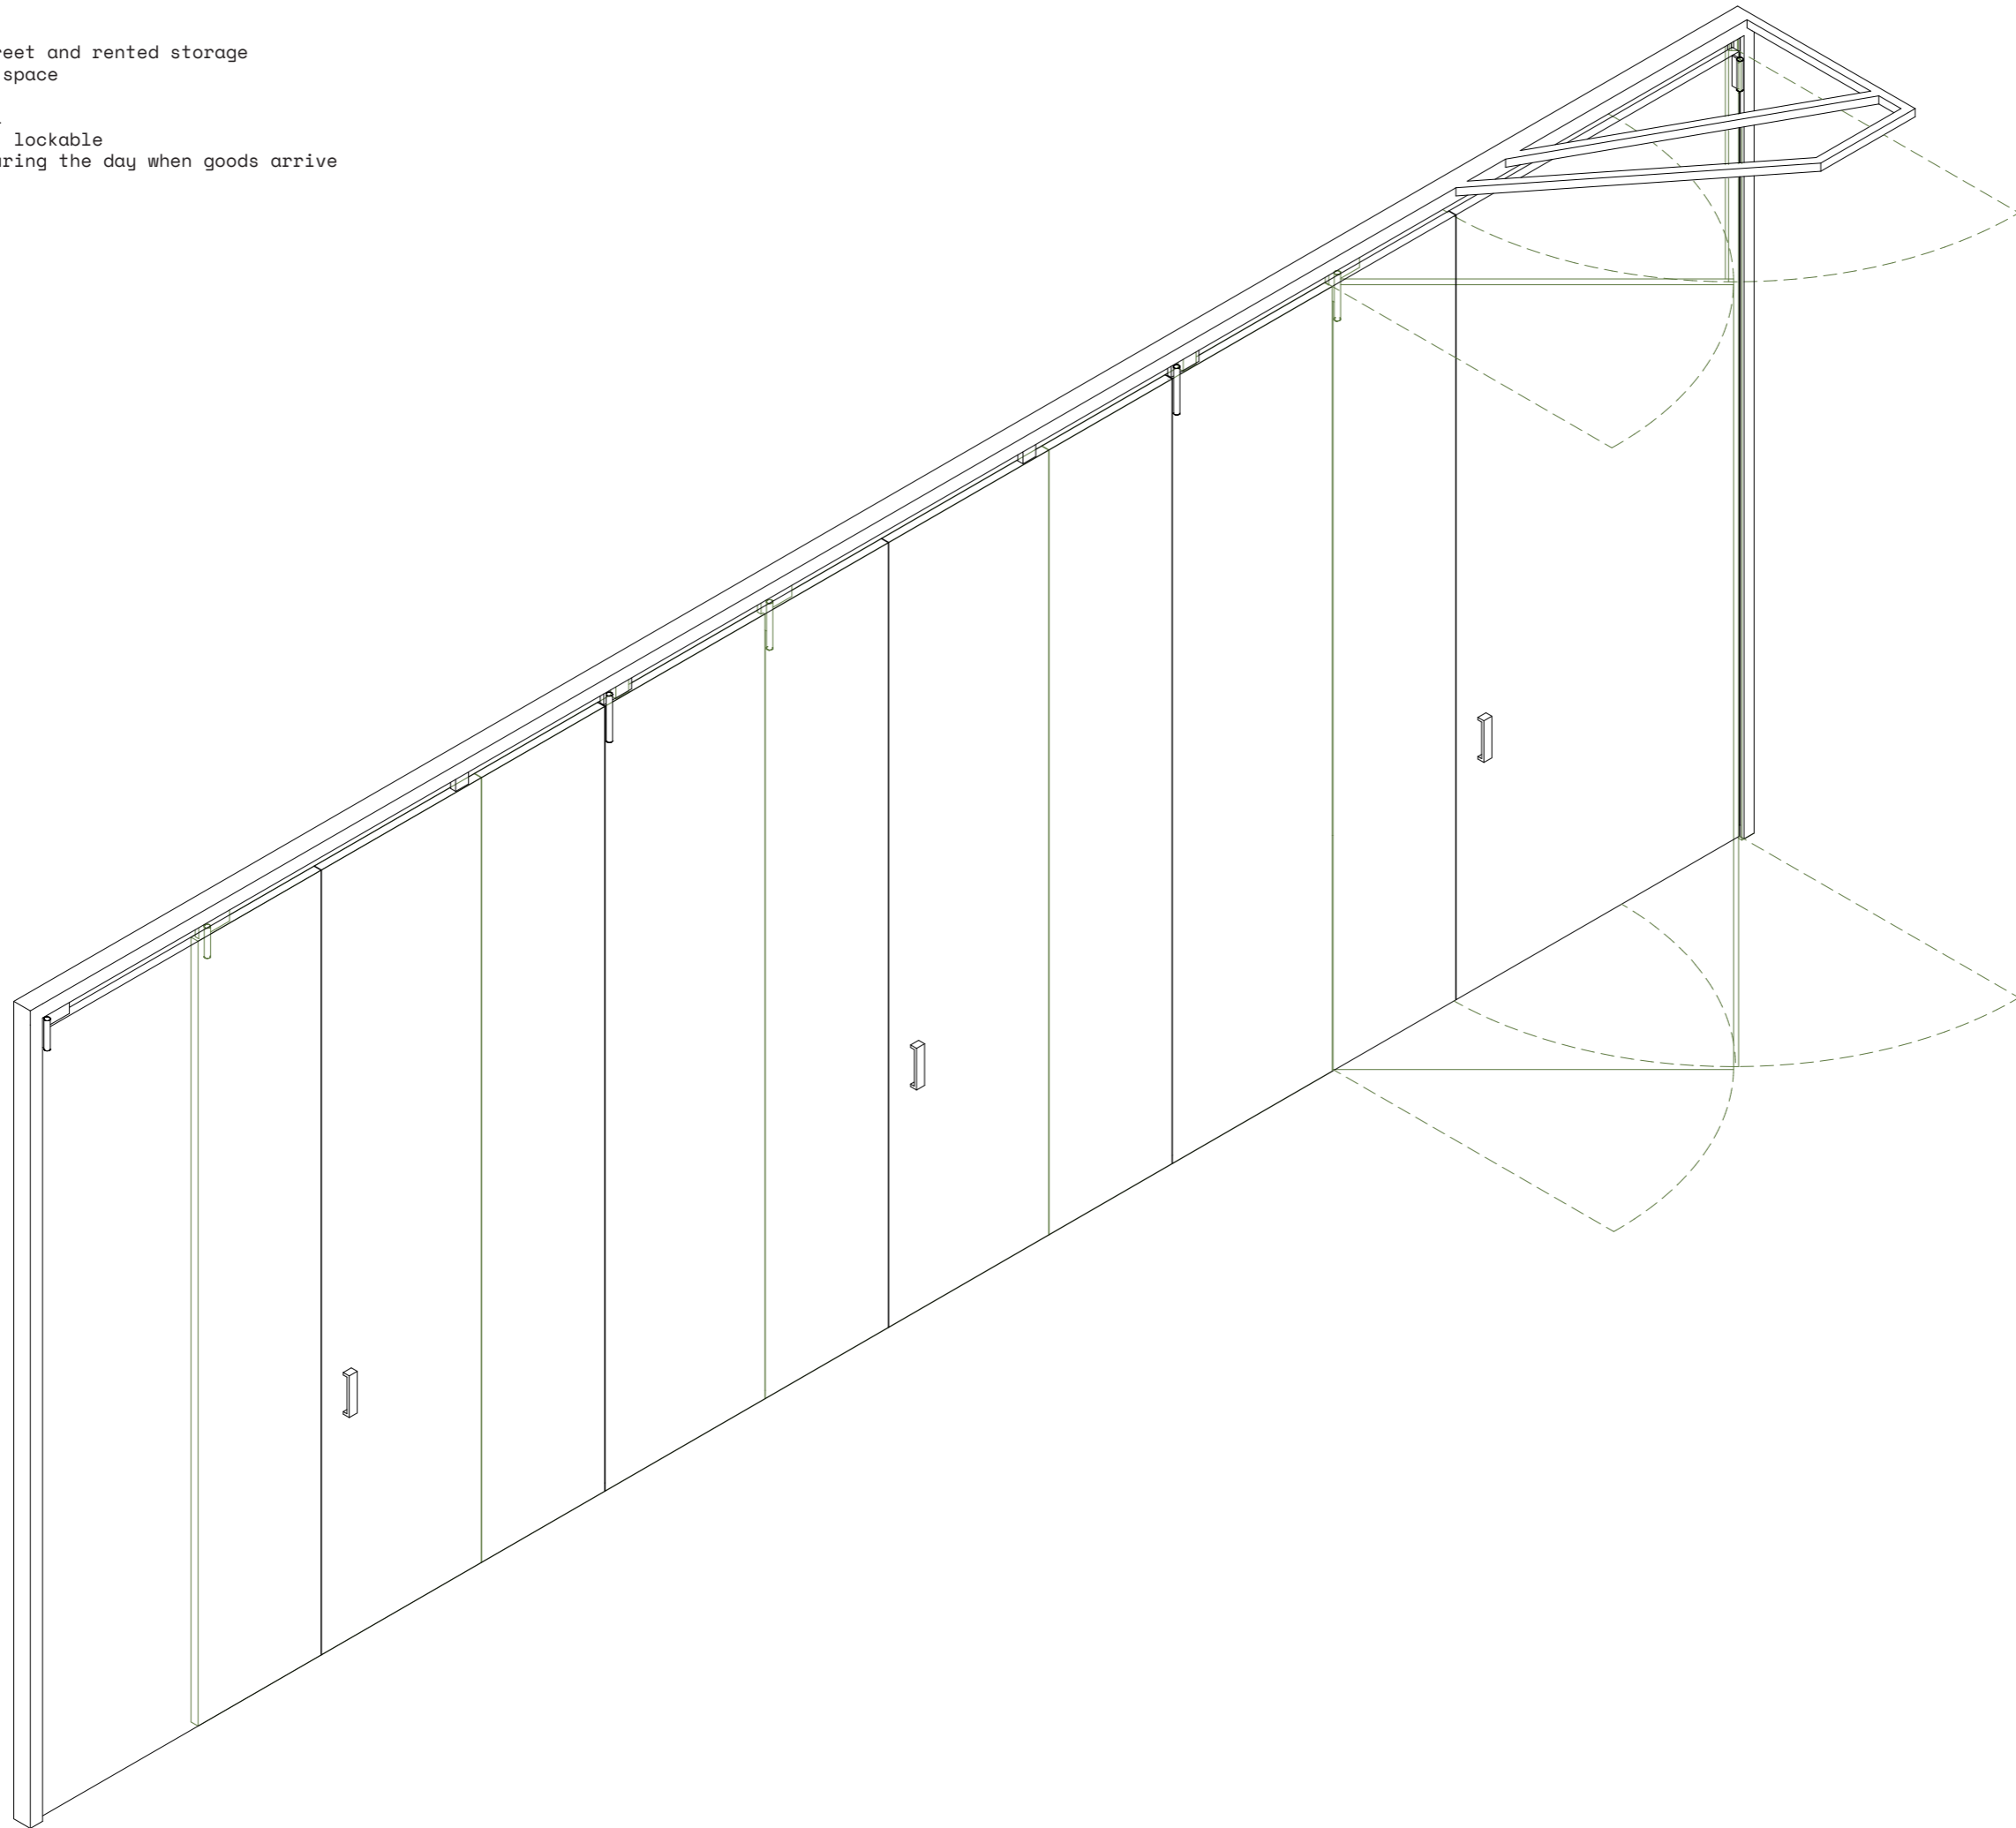 reet and rented storage
space
lockable
uring the day when goods arrive